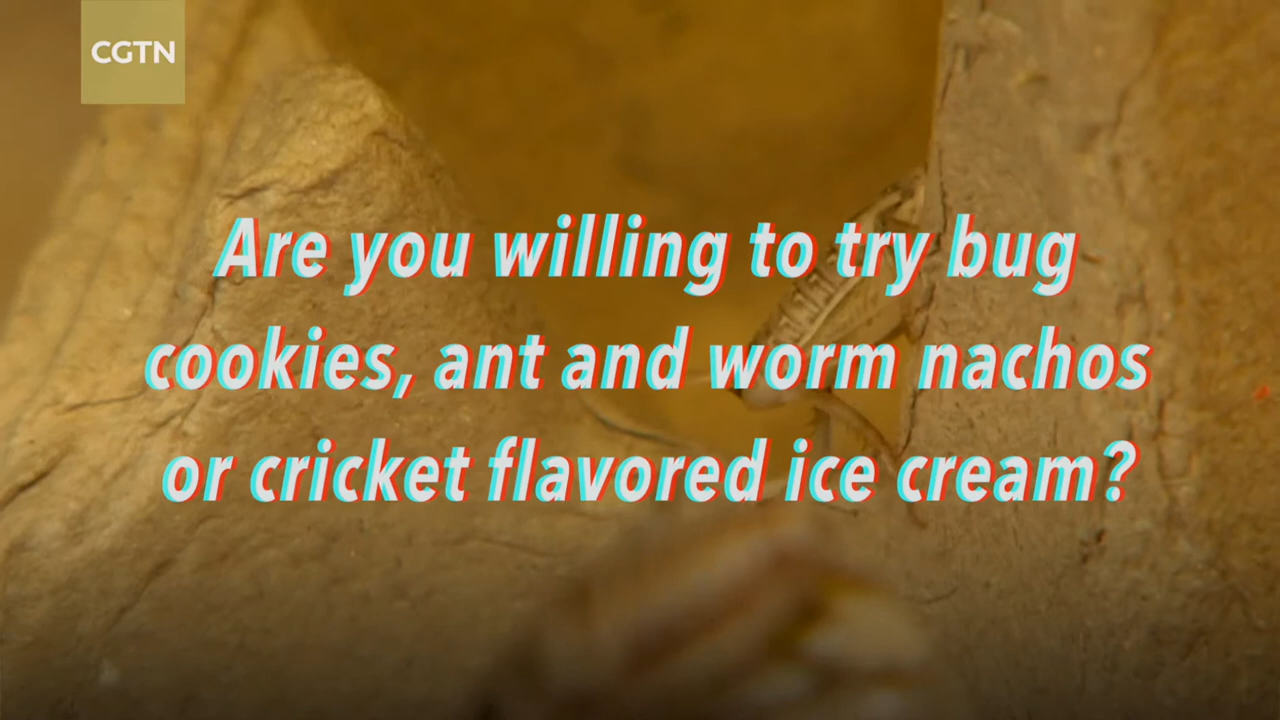 CGTN
Are you willing to try bug
cookies, ant and worm nachos
or cricket flavored ice cream?